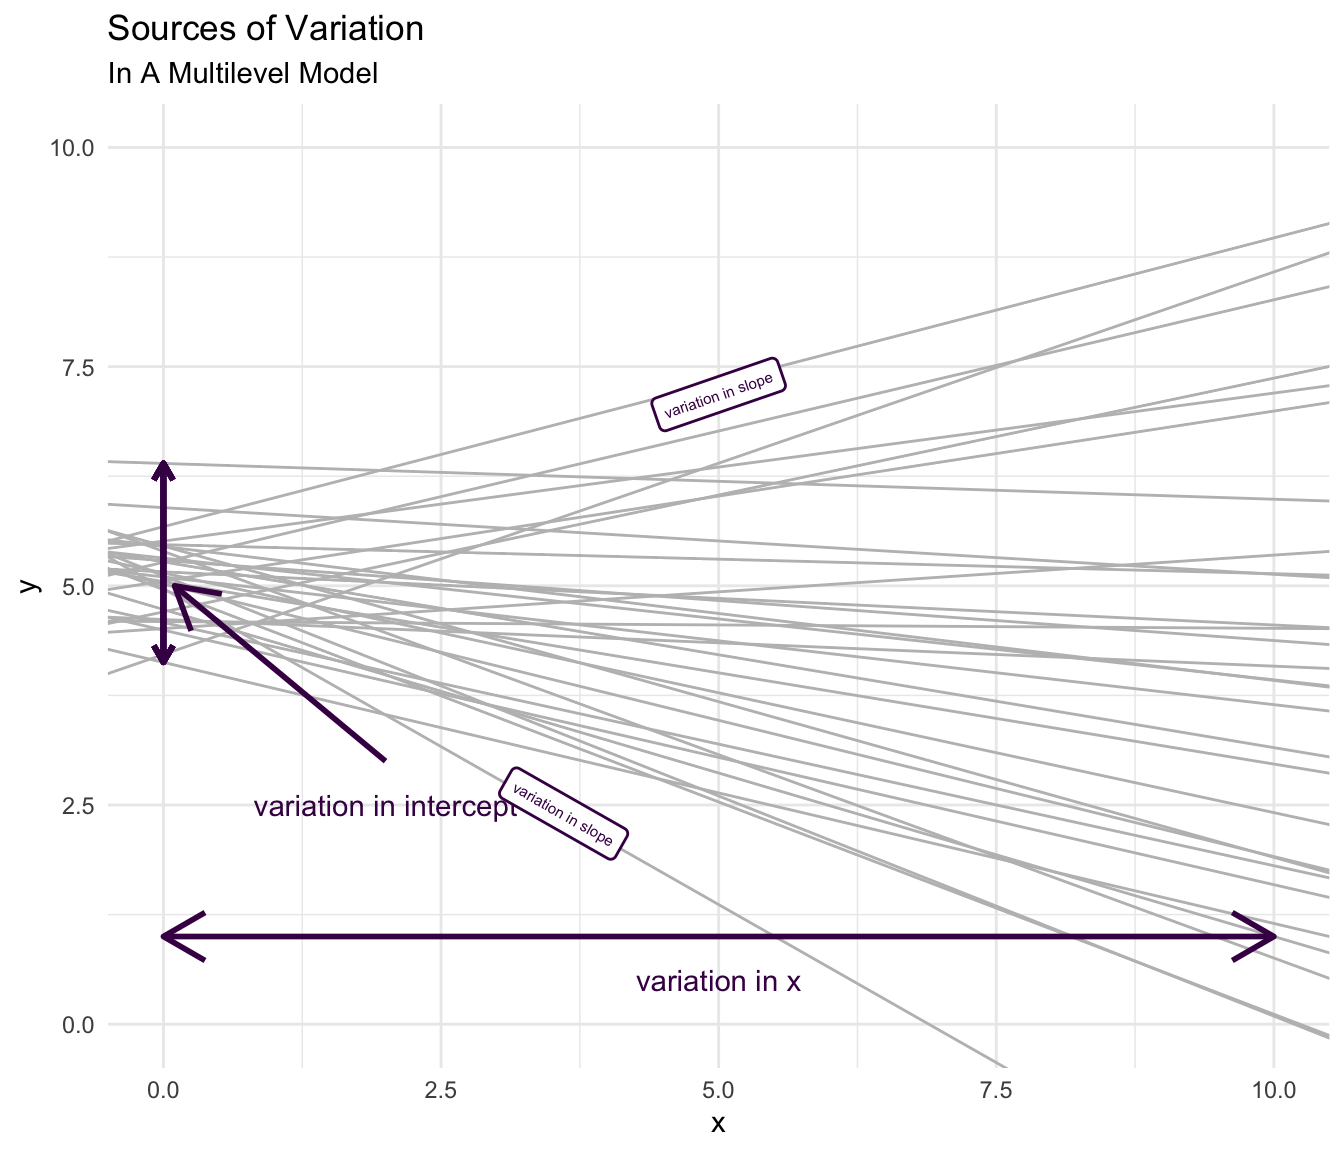 Sources of Variation
In A Multilevel Model
10.0
7.5
5.0
2.5
0.0
y
variation in slope
variation in intercept
variation in slope
variation in x
0.0 2.5 5.0 7.5 10.0
x